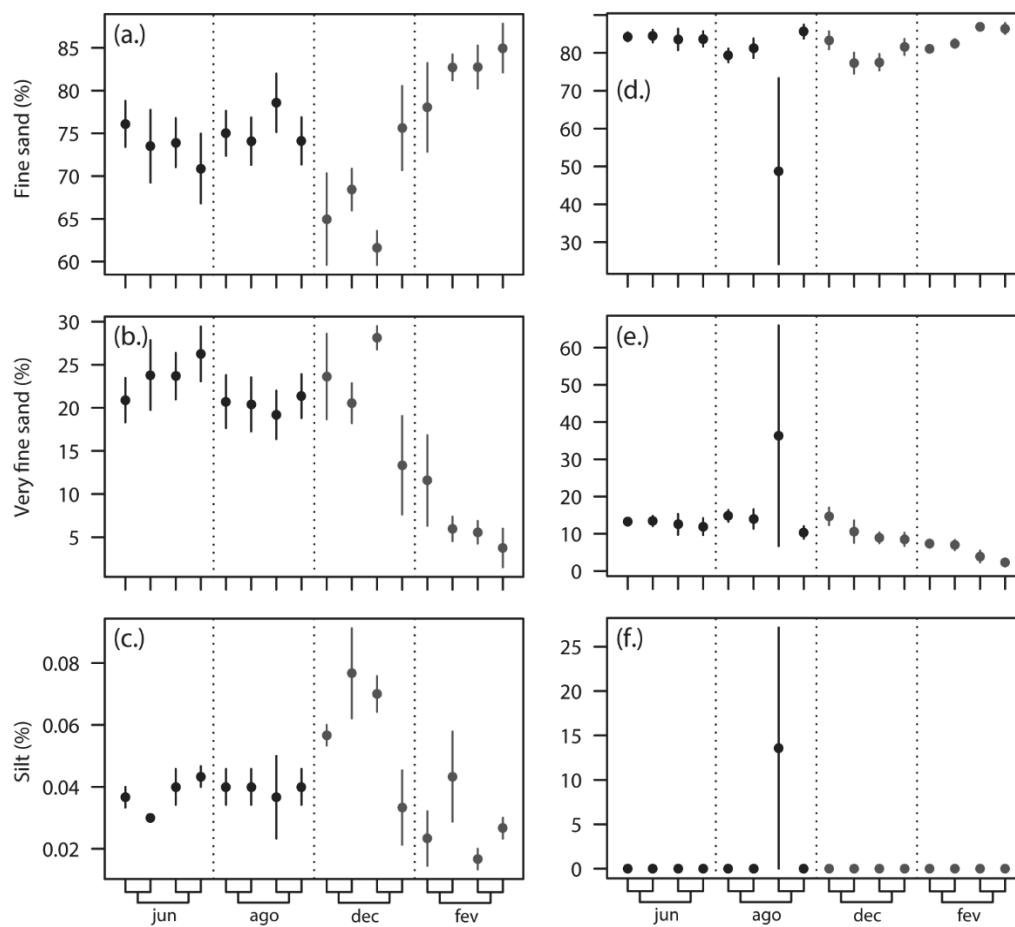 (a.)
Fine sand (%)
85
80
75
70
65
60
(d.)
80
70
60
50
40
30
(b.)
Very fine sand (%)
30
25
20
15
10
5
(e.)
60
50
40
30
20
10
0
(c.)
Silt (%)
0.08
0.06
0.04
0.02
jun
ago
dec
fev
(f.)
25
20
15
10
5
0
jun
ago
dec
fev